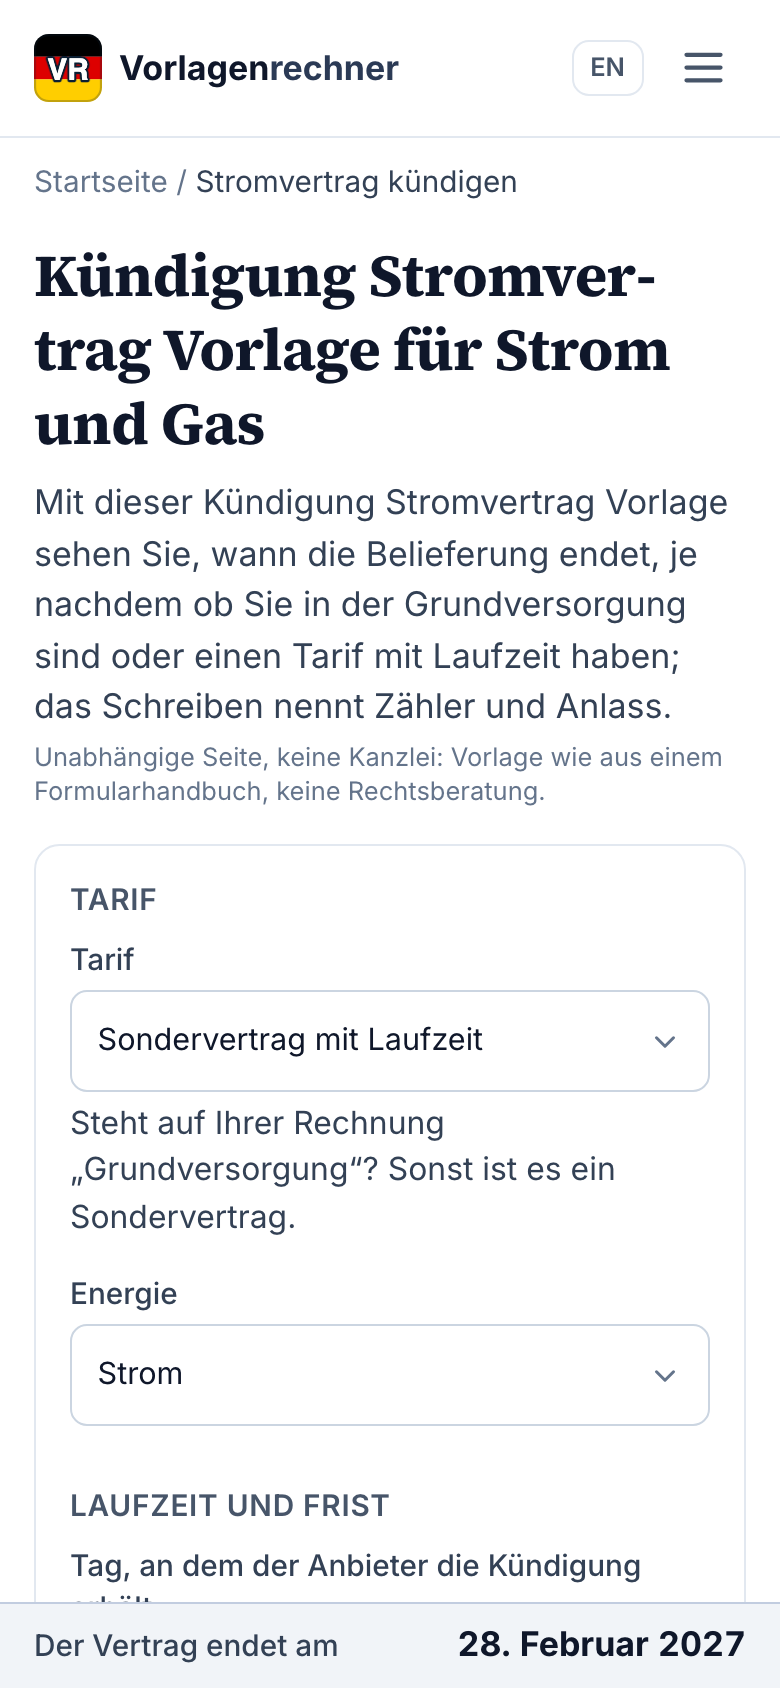 VR Vorlagenrechner EN
Startseite / Stromvertrag kündigen
Kündigung Stromver-
trag Vorlage für Strom
und Gas
Mit dieser Kündigung Stromvertrag Vorlage
sehen Sie, wann die Belieferung endet, je
nachdem ob Sie in der Grundversorgung
sind oder einen Tarif mit Laufzeit haben;
das Schreiben nennt Zähler und Anlass.
Unabhängige Seite, keine Kanzlei: Vorlage wie aus einem
Formularhandbuch, keine Rechtsberatung.
TARIF
Tarif
Sondervertrag mit Laufzeit
Steht auf Ihrer Rechnung
„Grundversorgung“? Sonst ist es ein
Sondervertrag.
Energie
Strom
LAUFZEIT UND FRIST
Tag, an dem der Anbieter die Kündigung
Der Vertrag endet am 28. Februar 2027